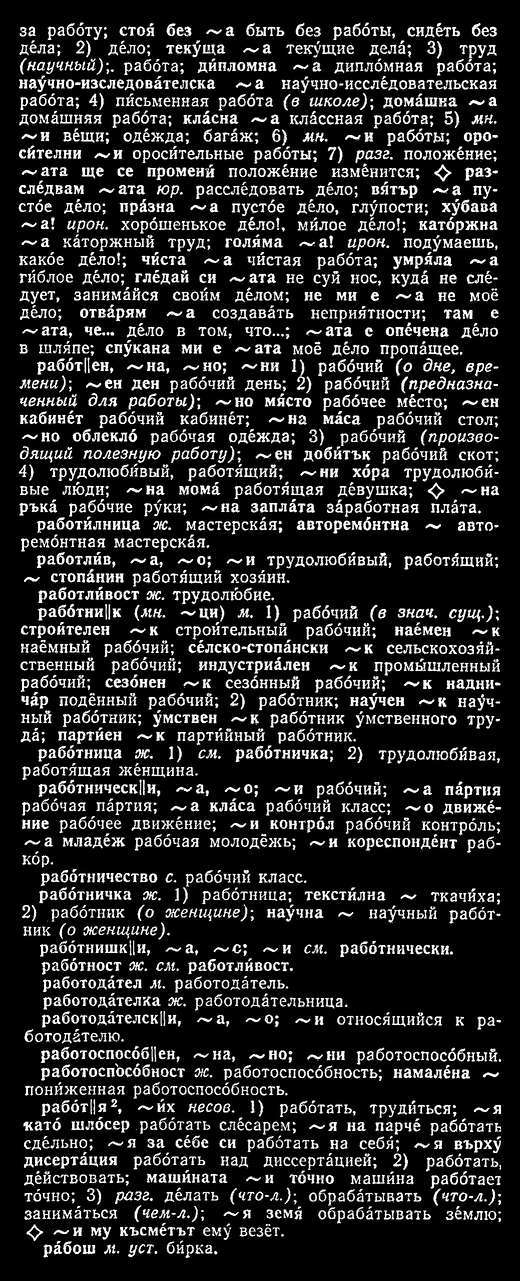 за рабо́ту; стоя́ без ~а быть без рабо́ты, сиде́ть без
де́ла; 2) де́ло; теку́ща ~а теку́щие дела́; 3) труд
(научный);. рабо́та; ди́пломна ~а дипло́мная рабо́та;
нау́чно-изсле́дователска ~а нау́чно-иссле́довательская
рабо́та; 4) пи́сьменная рабо́та (в школе); дома́шна ~а
дома́шняя рабо́та; кла́сна ~а кла́ссная рабо́та; 5) мн.
~и ве́щи; оде́жда; бага́ж; 6) мн. ~и рабо́ты; оро-
си́телни ~и ороси́тельные рабо́ты; 7) разг. положе́ние;
~ата ще се промени́ положе́ние изме́нится; ◇ раз-
сле́двам ~ата юр. рассле́довать де́ло; вя́тър ~а пу-
сто́е де́ло; пра́зна ~а пусто́е де́ло, глу́пости; ху́бава
~а! ирон. хоро́шенькое де́ло!, ми́лое де́ло!; като́ржна
~а ка́торжный труд; голя́ма ~а! ирон. поду́маешь,
како́е де́ло!; чи́ста ~а чи́стая рабо́та; умря́ла ~а
ги́блое де́ло; гле́дай си ~ата не суй нос, куда́ не сле́-
дует, занима́йся свои́м де́лом; не ми е ~а не моё
де́ло; отва́рям ~а создава́ть неприя́тности; там е
~ата, че... де́ло в том, что...; ~ата е опе́чена де́ло
в шля́пе; спу́кана ми е ~ата моё де́ло пропа́щее.
рабо́т||ен, ~на, ~но; ~ни 1) рабо́чий (о дне, вре-
мени); ~ен ден рабо́чий день; 2) рабо́чий (предназна-
ченный для работы); ~но мя́сто рабо́чее ме́сто; ~ен
кабине́т рабо́чий кабине́т; ~на ма́са рабо́чий стол;
~но облекло́ рабо́чая оде́жда; 3) рабо́чий (произво-
дящий полезную работу); ~ен доби́тък рабо́чий скот;
4) трудолюби́вый, рабо́тящий; ~ни хо́ра трудолюби́-
вые лю́ди; ~на мома́ рабо́тящая де́вушка; ◇ ~на
ръка́ рабо́чие ру́ки; ~на запла́та за́работная пла́та.
работи́лница ж. мастерска́я; авторемо́нтна ~ авто-
ремо́нтная мастерска́я.
работли́в, ~а, ~о; ~и трудолюби́вый, рабо́тя́щий;
~ стопа́нин рабо́тя́щий хозя́ин.
работли́вост ж. трудолю́бие.
рабо́тни||к (мн. ~ци) м. 1) рабо́чий (в знач. сущ.);
строи́телен ~к строи́тельный рабо́чий; нае́мен ~к
наёмный рабо́чий; се́лско-стопа́нски ~к сельскохозя́й-
ственный рабо́чий; индустриа́лен ~к промы́шленный
рабо́чий; сезо́нен ~к сезо́нный рабо́чий; ~к надни-
ча́р подённый рабо́чий; 2) рабо́тник; нау́чен ~к нау́ч-
ный рабо́тник; у́мствен ~к рабо́тник у́мственного тру-
да́; парти́ен ~к парти́йный рабо́тник.
рабо́тница ж. 1) см. рабо́тничка; 2) трудолюби́вая,
рабо́тящая же́нщина.
рабо́тническ||и, ~а, ~о; ~и рабо́чий; ~а па́ртия
рабо́чая па́ртия; ~а кла́са рабо́чий класс; ~о движе́-
ние рабо́чее движе́ние; ~и контро́л рабо́чий контро́ль;
~а младе́ж рабо́чая молодёжь; ~и кореспонде́нт раб-
ко́р.
рабо́тничество с. рабо́чий класс.
рабо́тничка ж. 1) рабо́тница; тексти́лна ~ ткачи́ха;
2) рабо́тник (о женщине); нау́чна ~ нау́чный рабо́т-
ник (о женщине).
рабо́тнишк||и, ~а, ~с; ~и см. рабо́тнически.
рабо́тност ж. см. работли́вост.
работода́тел м. работода́тель.
работода́телка ж. работода́тельница.
работода́телск||и, ~а, ~о; ~и относя́щийся к ра-
ботода́телю.
работоспосо́б||ен, ~на, ~но; ~ни работоспосо́бный.
работоспосо́бност ж. работоспосо́бность; намале́на ~
пони́женная работоспосо́бность.
рабо́т||я², ~их несов. 1) рабо́тать, труди́ться; ~я
като́ шло́сер рабо́тать сле́сарем; ~я на парче́ рабо́тать
сде́льно; ~я за се́бе си рабо́тать на себя́; ~я върху́
дисерта́ция рабо́тать над диссерта́цией; 2) рабо́тать,
де́йствовать; маши́ната ~и то́чно маши́на рабо́тает
то́чно; 3) разг. де́лать (что-л.); обраба́тывать (что-л.);
занима́ться (чем-л.); ~я земя́ обраба́тывать зе́млю;
◇ ~и му късме́тът ему́ везёт.
ра́бош м. уст. би́рка.